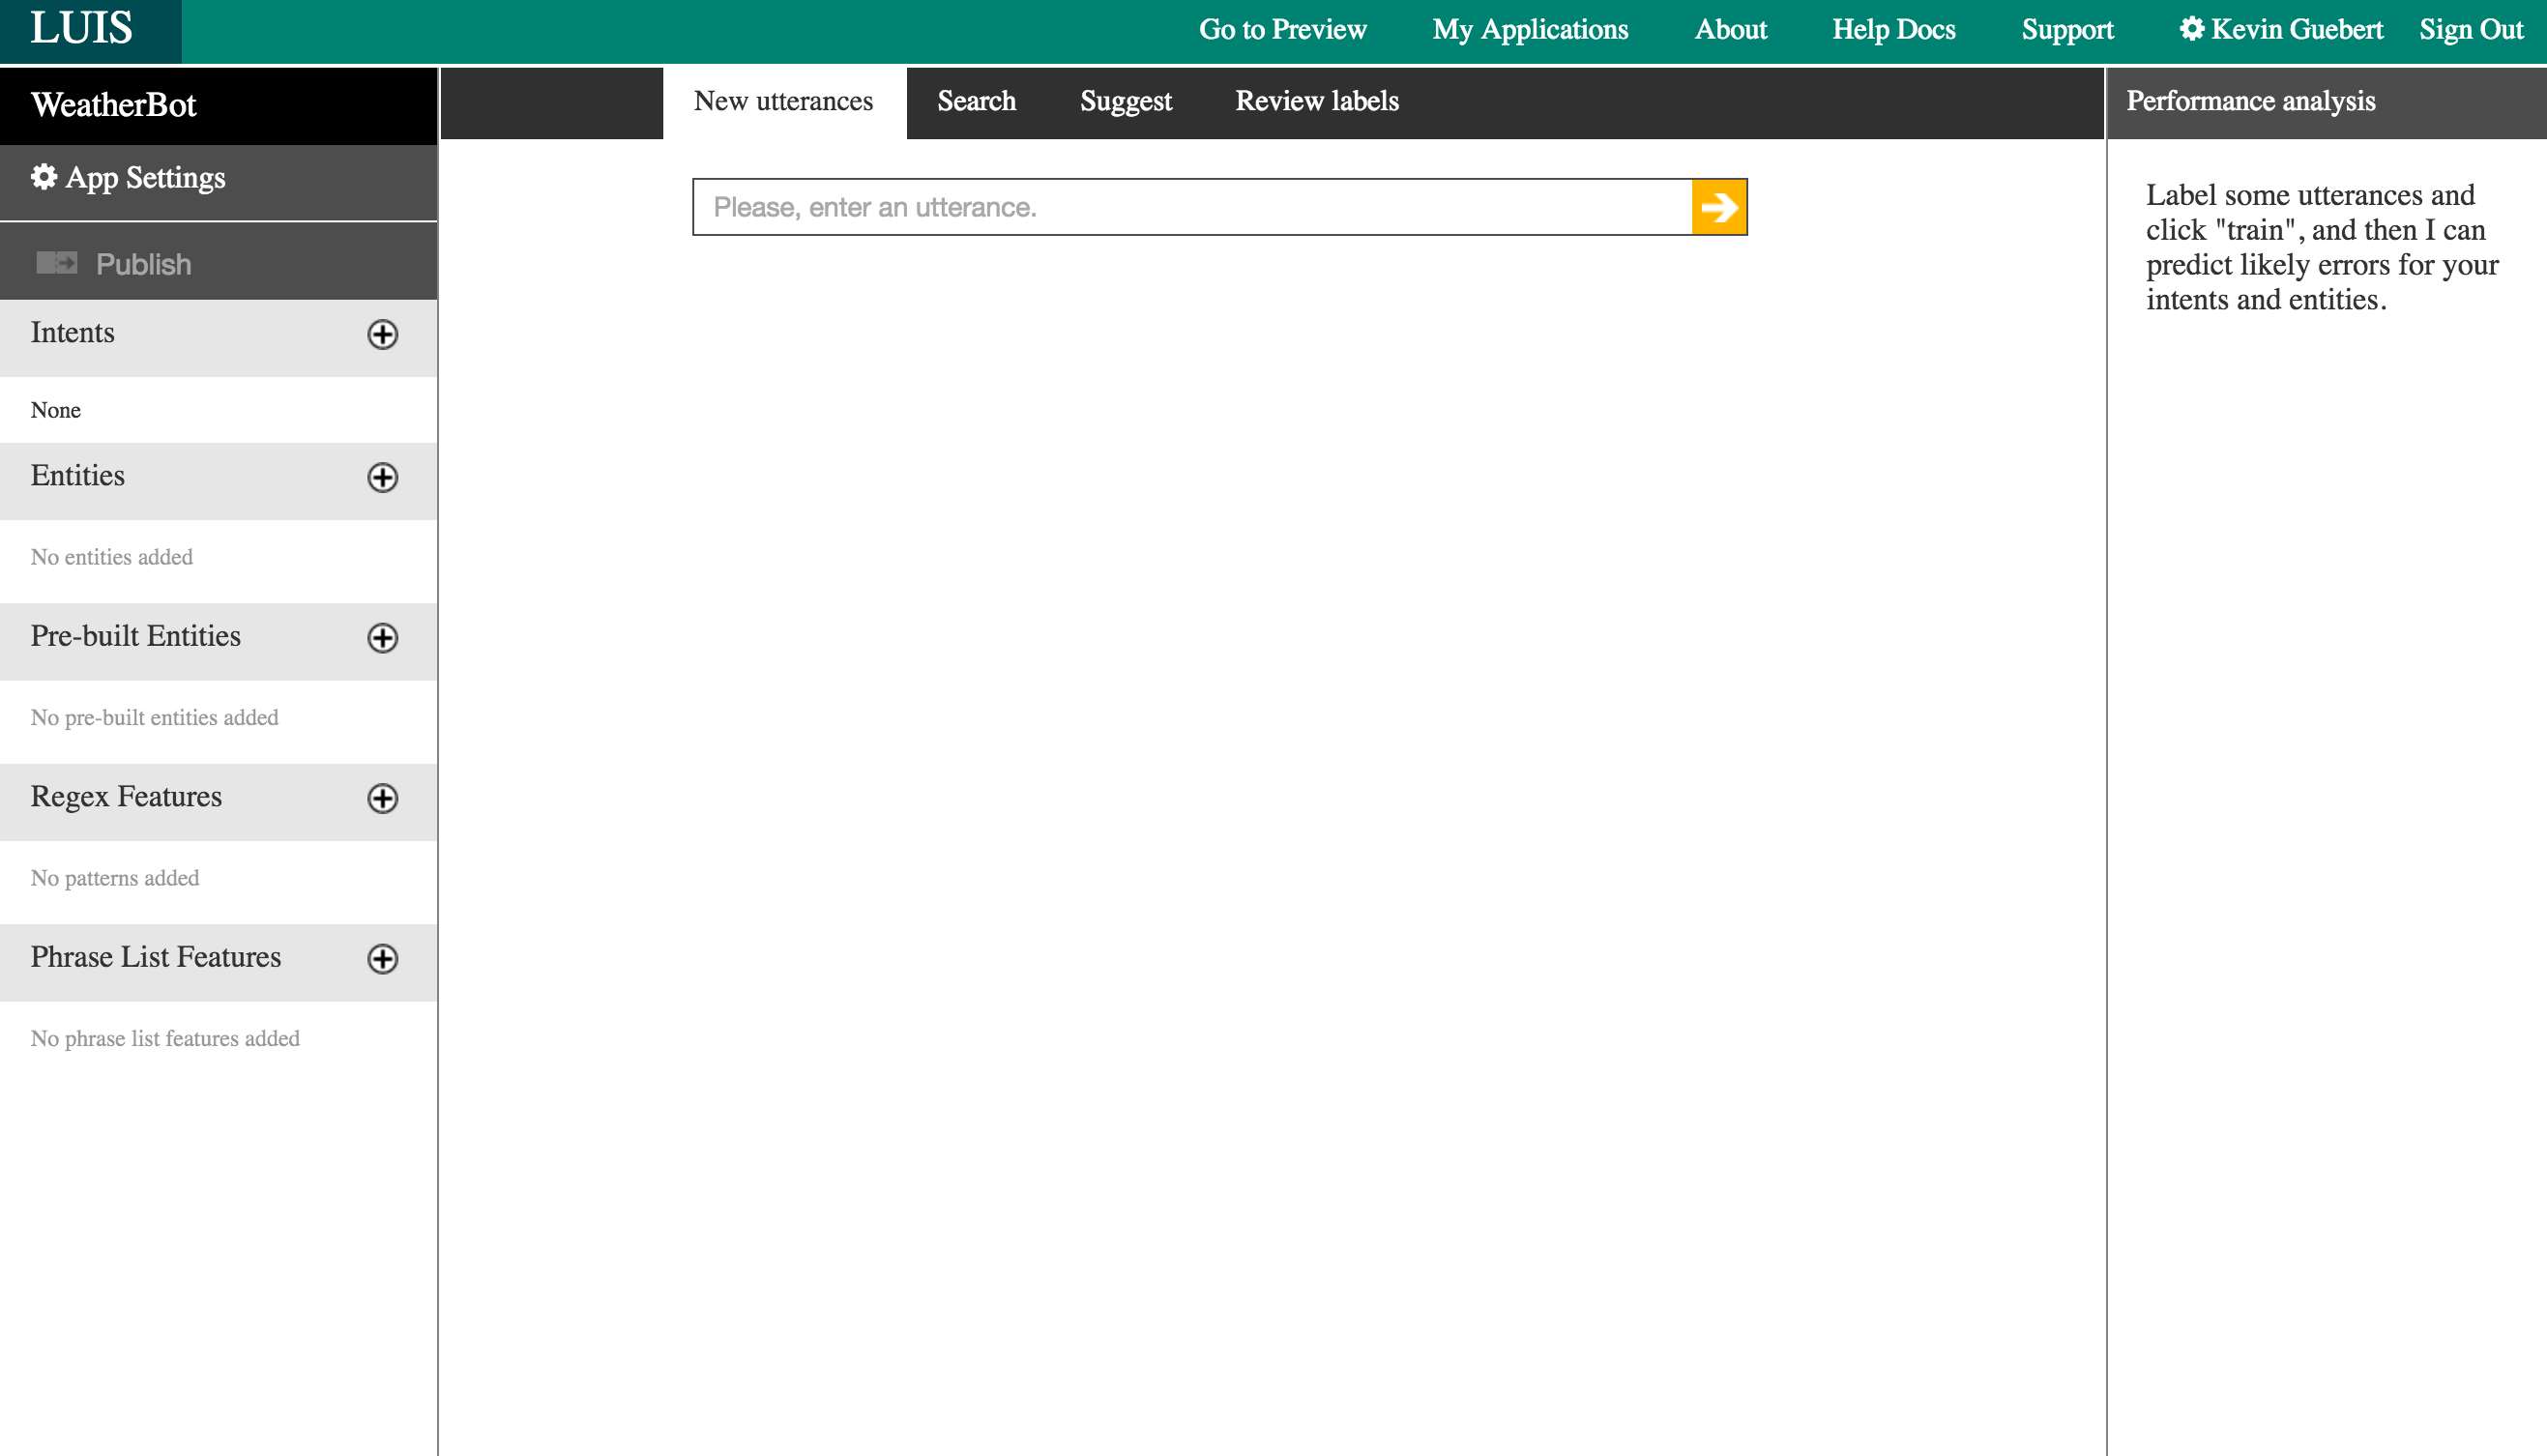 LUIS
Go to Preview
My Applications
About
Help Docs
Support
Kevin Guebert
Sign Out
WeatherBot
App Settings
Publish
Intents
None
Entities
No entities added
Pre-built Entities
No pre-built entities added
Regex Features
No patterns added
Phrase List Features
No phrase list features added
New utterances
Search
Suggest
Review labels
Please, enter an utterance.
Performance analysis
Label some utterances and
click "train", and then I can
predict likely errors for your
intents and entities.